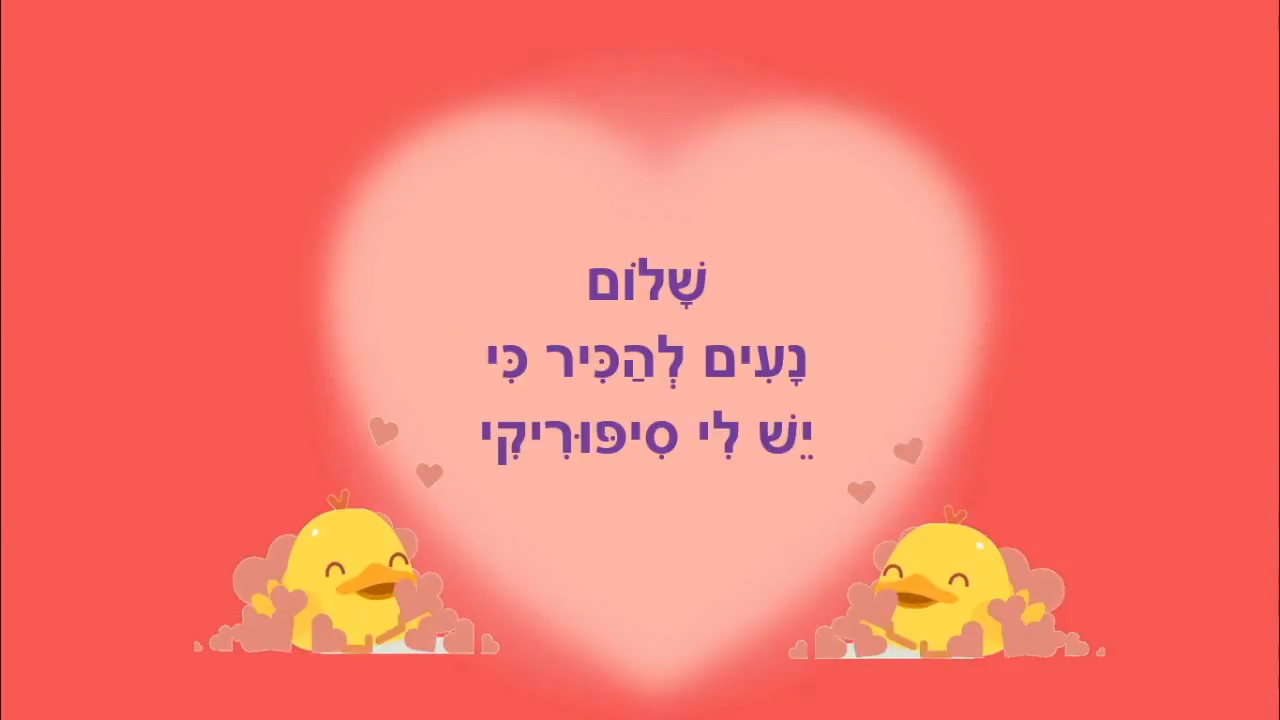 שָׁלוֹם
נָעִים לְהַכִּיר כִּי
יֵשׁ לִי סִיפּוּרִיקִי